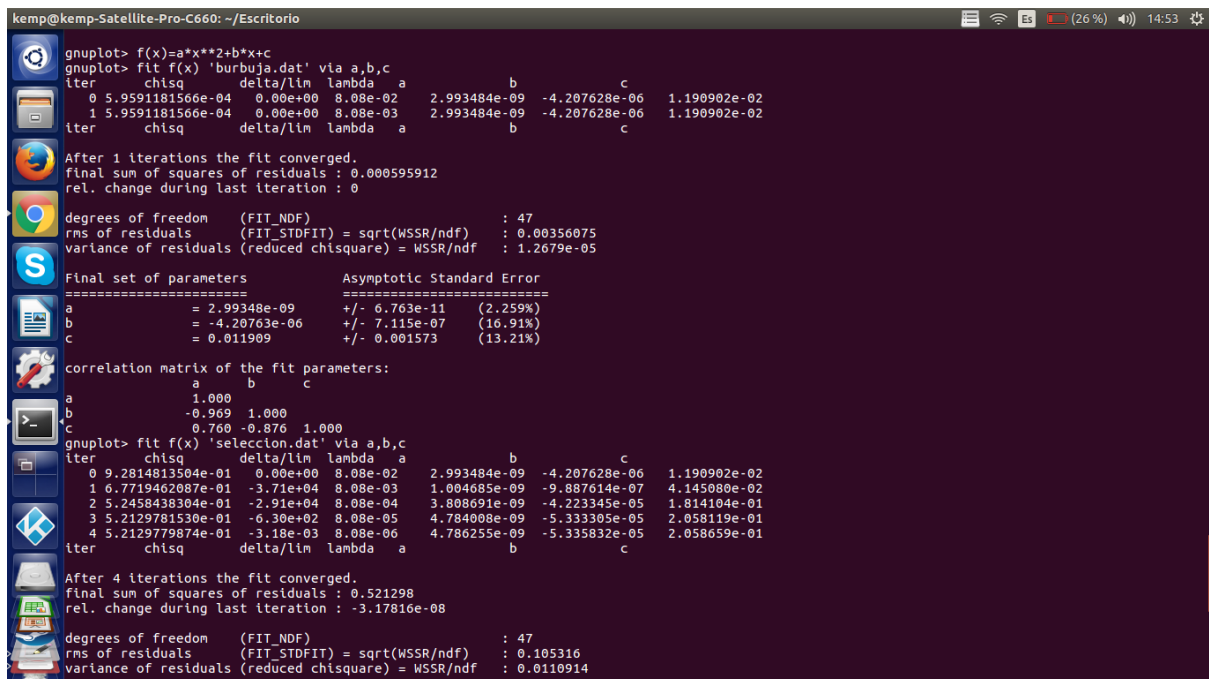 kemp@kemp-Satellite-Pro-C660: ~/Escritorio
Es (26 %) 14:53
gnuplot> f(x)=a*x**2+b*x+c
gnuplot> fit f(x) 'burbuja.dat' via a,b,c
iter chisq delta/lim lambda a b c
0 5.9591181566e-04 0.00e+00 8.08e-02 2.993484e-09 -4.207628e-06 1.190902e-02
1 5.9591181566e-04 0.00e+00 8.08e-03 2.993484e-09 -4.207628e-06 1.190902e-02
iter chisq delta/lim lambda a b c
After 1 iterations the fit converged.
final sum of squares of residuals : 0.000595912
rel. change during last iteration : 0
degrees of freedom (FIT_NDF) : 47
rms of residuals (FIT_STDFIT) = sqrt(WSSR/ndf) : 0.00356075
variance of residuals (reduced chisquare) = WSSR/ndf : 1.2679e-05
Final set of parameters Asymptotic Standard Error
======================= ==========================
a = 2.99348e-09 +/- 6.763e-11 (2.259%)
b = -4.20763e-06 +/- 7.115e-07 (16.91%)
c = 0.011909 +/- 0.001573 (13.21%)
correlation matrix of the fit parameters:
a b c
a 1.000
b -0.969 1.000
c 0.760 -0.876 1.000
gnuplot> fit f(x) 'seleccion.dat' via a,b,c
iter chisq delta/lim lambda a b c
0 9.2814813504e-01 0.00e+00 8.08e-02 2.993484e-09 -4.207628e-06 1.190902e-02
1 6.7719462087e-01 -3.71e+04 8.08e-03 1.004685e-09 -9.887614e-07 4.145080e-02
2 5.2458438304e-01 -2.91e+04 8.08e-04 3.808691e-09 -4.223345e-05 1.814104e-01
3 5.2129781530e-01 -6.30e+02 8.08e-05 4.784008e-09 -5.333305e-05 2.058119e-01
4 5.2129779874e-01 -3.18e-03 8.08e-06 4.786255e-09 -5.335832e-05 2.058659e-01
iter chisq delta/lim lambda a b c
After 4 iterations the fit converged.
final sum of squares of residuals : 0.521298
rel. change during last iteration : -3.17816e-08
degrees of freedom (FIT_NDF) : 47
rms of residuals (FIT_STDFIT) = sqrt(WSSR/ndf) : 0.105316
variance of residuals (reduced chisquare) = WSSR/ndf : 0.0110914